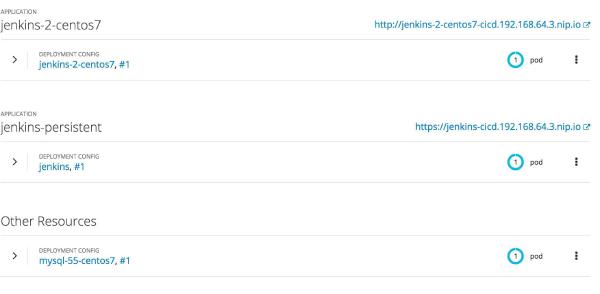 APPLICATION
jenkins-2-centos7 http://jenkins-2-centos7-cicd.192.168.64.3.nip.io
DEPLOYMENT CONFIG
jenkins-2-centos7, #1 1 pod
APPLICATION
jenkins-persistent https://jenkins-cicd.192.168.64.3.nip.io
DEPLOYMENT CONFIG
jenkins, #1 1 pod
Other Resources
DEPLOYMENT CONFIG
mysql-55-centos7, #1 1 pod